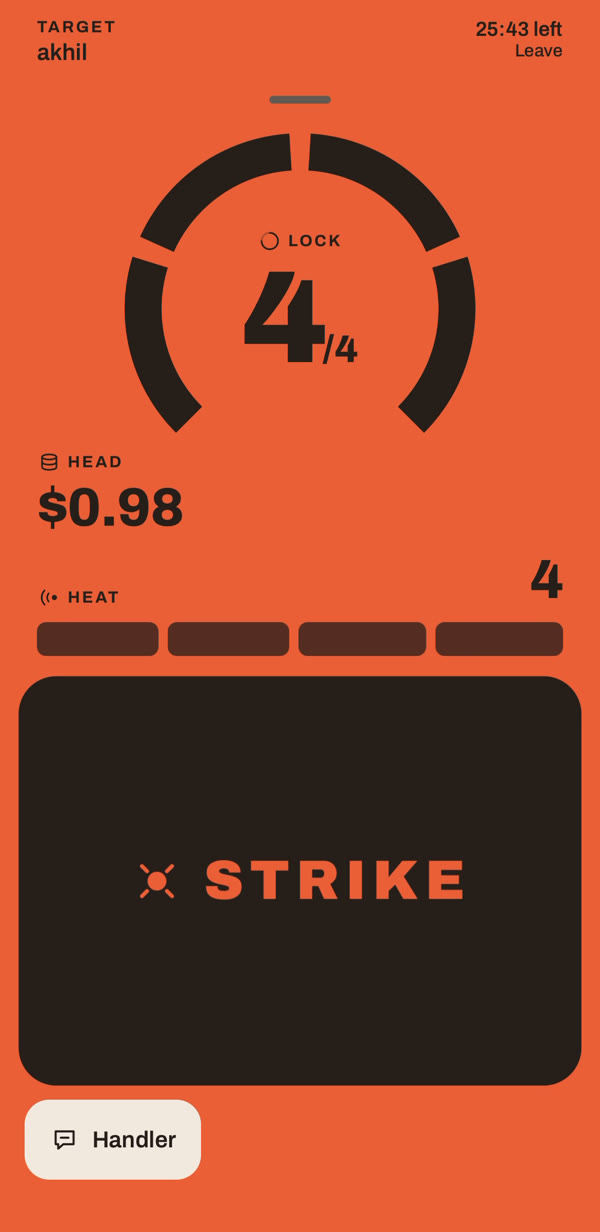 TARGET
akhil
25:43 left
Leave
LOCK
4/4
HEAD
$0.98
HEAT
4
STRIKE
Handler